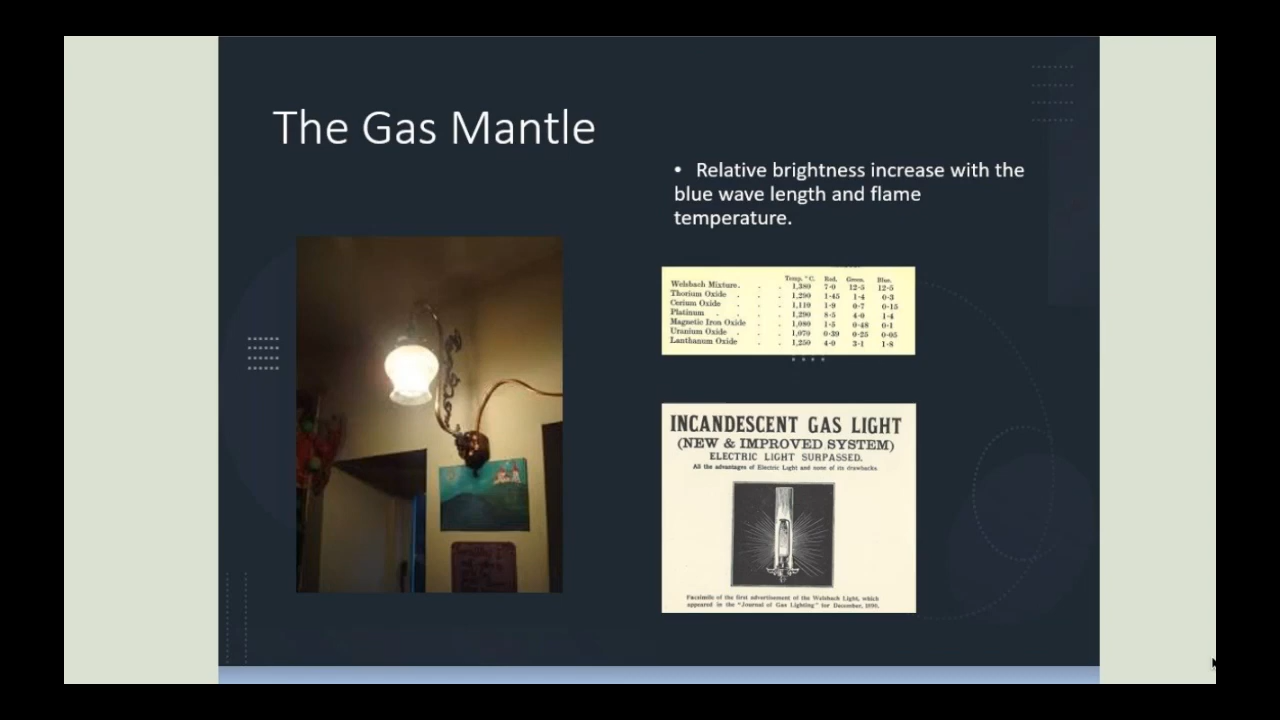 The Gas Mantle
• Relative brightness increase with the
blue wave length and flame
temperature.
Temp. °C. Red. Green. Blue.
Welsbach Mixture. . . 1,380 7·0 12·5 12·5
Thorium Oxide . . 1,290 1·45 1·4 0·3
Cerium Oxide . . 1,110 1·9 0·7 0·15
Platinum . . . 1,290 8·5 4·0 1·4
Magnetic Iron Oxide . . 1,080 1·5 0·48 0·1
Uranium Oxide . . 1,070 0·39 0·25 0·05
Lanthanum Oxide . . 1,250 4·0 3·1 1·8
INCANDESCENT GAS LIGHT
(NEW & IMPROVED SYSTEM)
ELECTRIC LIGHT SURPASSED.
All the advantages of Electric Light and none of its drawbacks.
Facsimile of the first advertisement of the Welsbach Light, which
appeared in the "Journal of Gas Lighting" for December,